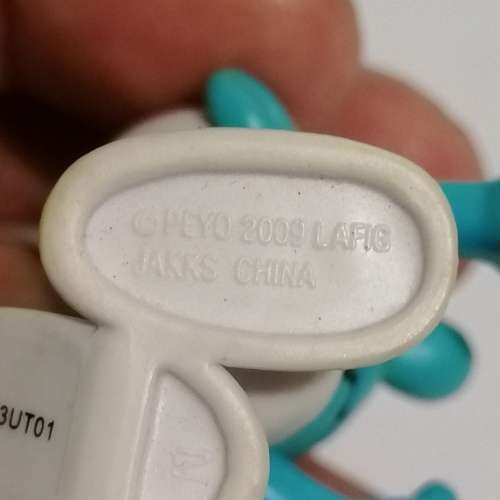 © PEYO 2009 LAFIG
JAKKS CHINA
3UT01